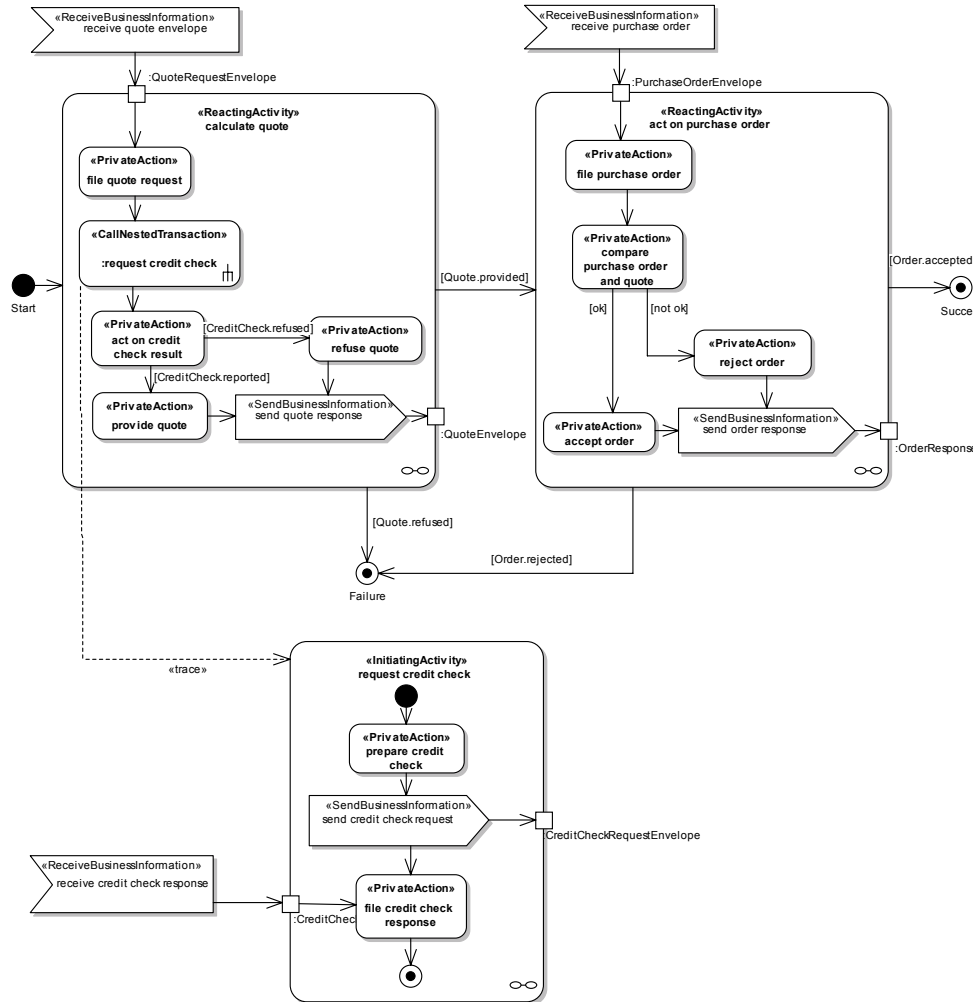 «ReceiveBusinessInformation»
receive quote envelope
:QuoteRequestEnvelope
«ReactingActivity»
calculate quote
«PrivateAction»
file quote request
«CallNestedTransaction»
:request credit check
Start
«PrivateAction»
act on credit
check result
[CreditCheck.refused]
«PrivateAction»
refuse quote
[CreditCheck.reported]
«PrivateAction»
provide quote
«SendBusinessInformation»
send quote response
:QuoteEnvelope
[Quote.provided]
«ReceiveBusinessInformation»
receive purchase order
:PurchaseOrderEnvelope
«ReactingActivity»
act on purchase order
«PrivateAction»
file purchase order
«PrivateAction»
compare
purchase order
and quote
[ok]
[not ok]
«PrivateAction»
reject order
«PrivateAction»
accept order
«SendBusinessInformation»
send order response
:OrderResponse
[Order.accepted
Succe
[Quote.refused]
[Order.rejected]
Failure
«trace»
«InitiatingActivity»
request credit check
«PrivateAction»
prepare credit
check
«SendBusinessInformation»
send credit check request
:CreditCheckRequestEnvelope
«ReceiveBusinessInformation»
receive credit check response
:CreditChec
«PrivateAction»
file credit check
response